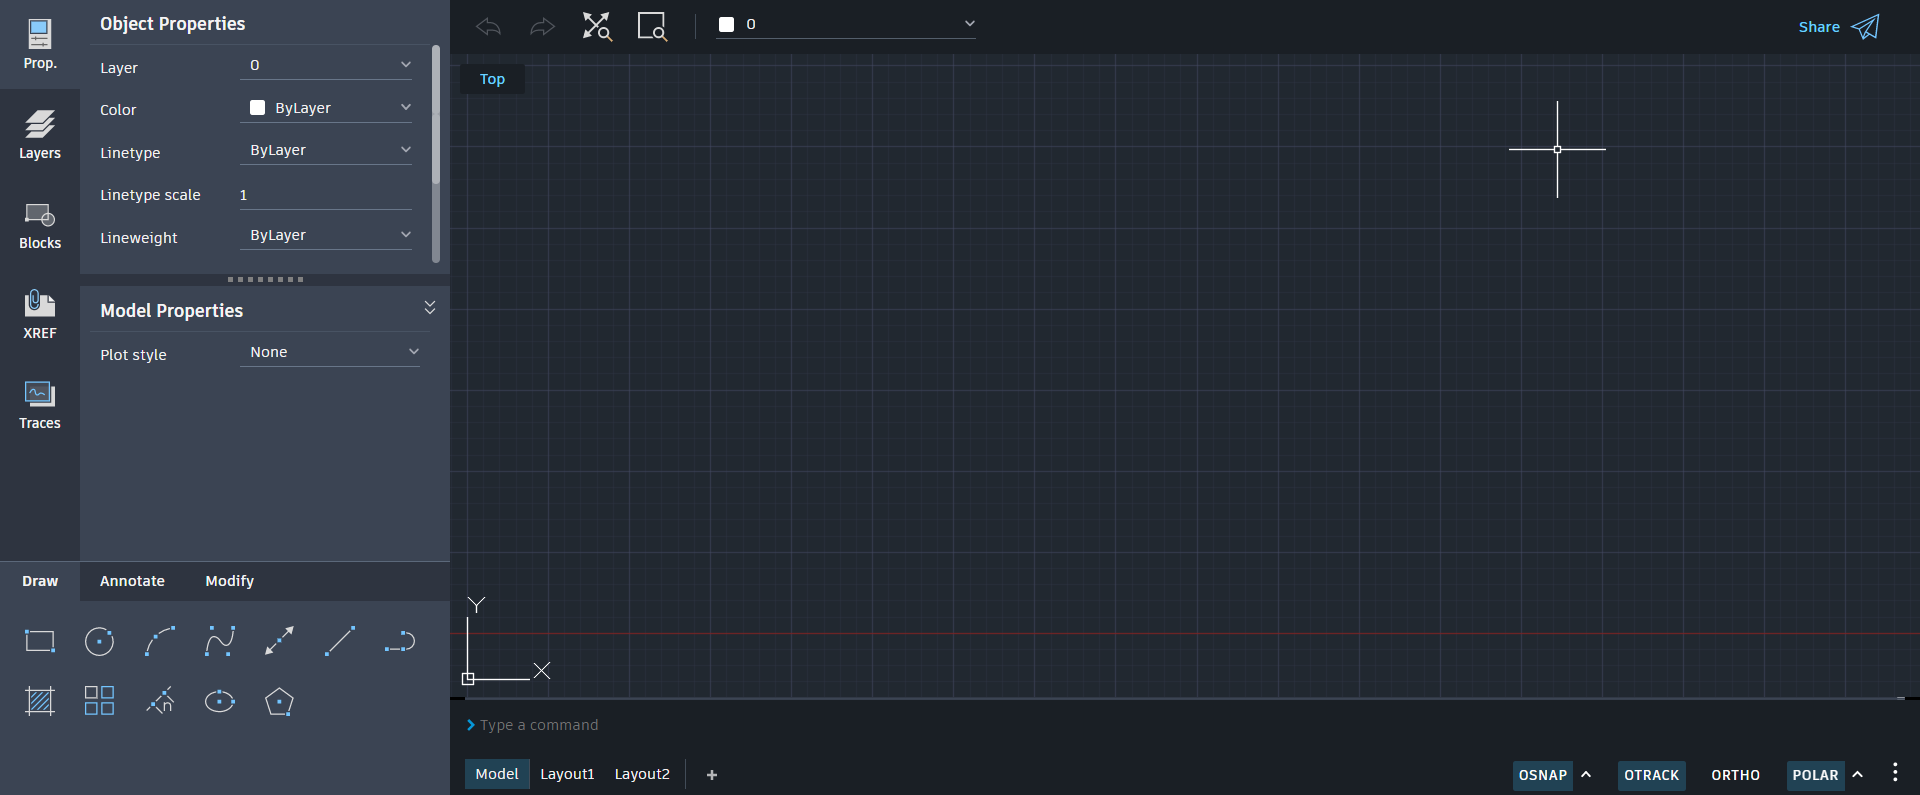 Prop.
Layers
Blocks
XREF
Traces
Object Properties
Layer 0
Color ByLayer
Linetype ByLayer
Linetype scale 1
Lineweight ByLayer
Model Properties
Plot style None
Draw Annotate Modify
n
0
Share
Top
Y
X
Type a command
Model Layout1 Layout2 +
OSNAP OTRACK ORTHO POLAR